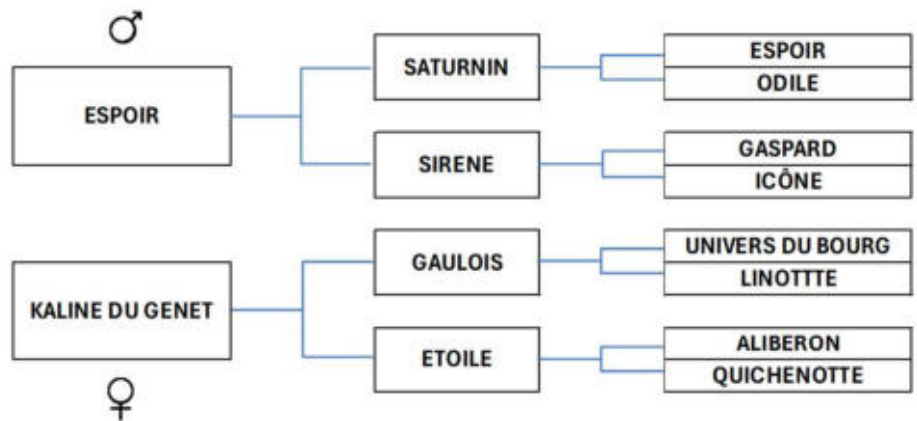 ESPOIR
SATURNIN
ESPOIR
ODILE
SIRENE
GASPARD
ICÔNE
KALINE DU GENET
GAULOIS
UNIVERS DU BOURG
LINOTTTE
ETOILE
ALIBERON
QUICHENOTTE